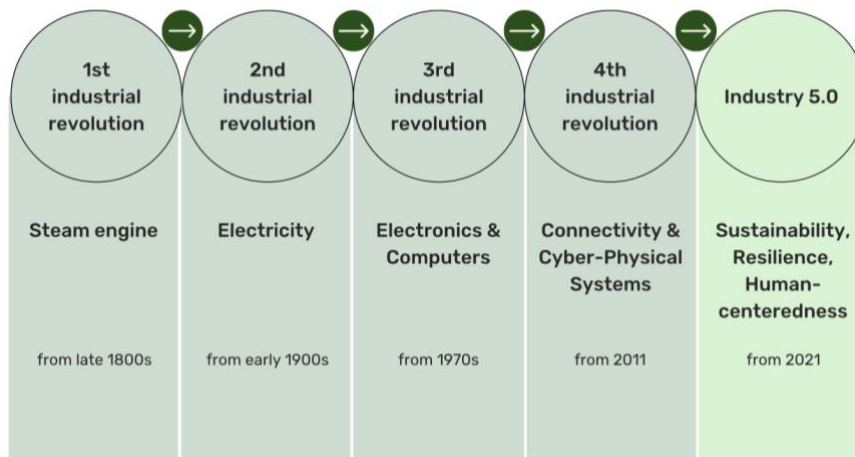 1st
industrial
revolution
2nd
industrial
revolution
3rd
industrial
revolution
4th
industrial
revolution
Industry 5.0
Steam engine
Electricity
Electronics &
Computers
Connectivity &
Cyber-Physical
Systems
Sustainability,
Resilience,
Human-
centeredness
from late 1800s
from early 1900s
from 1970s
from 2011
from 2021